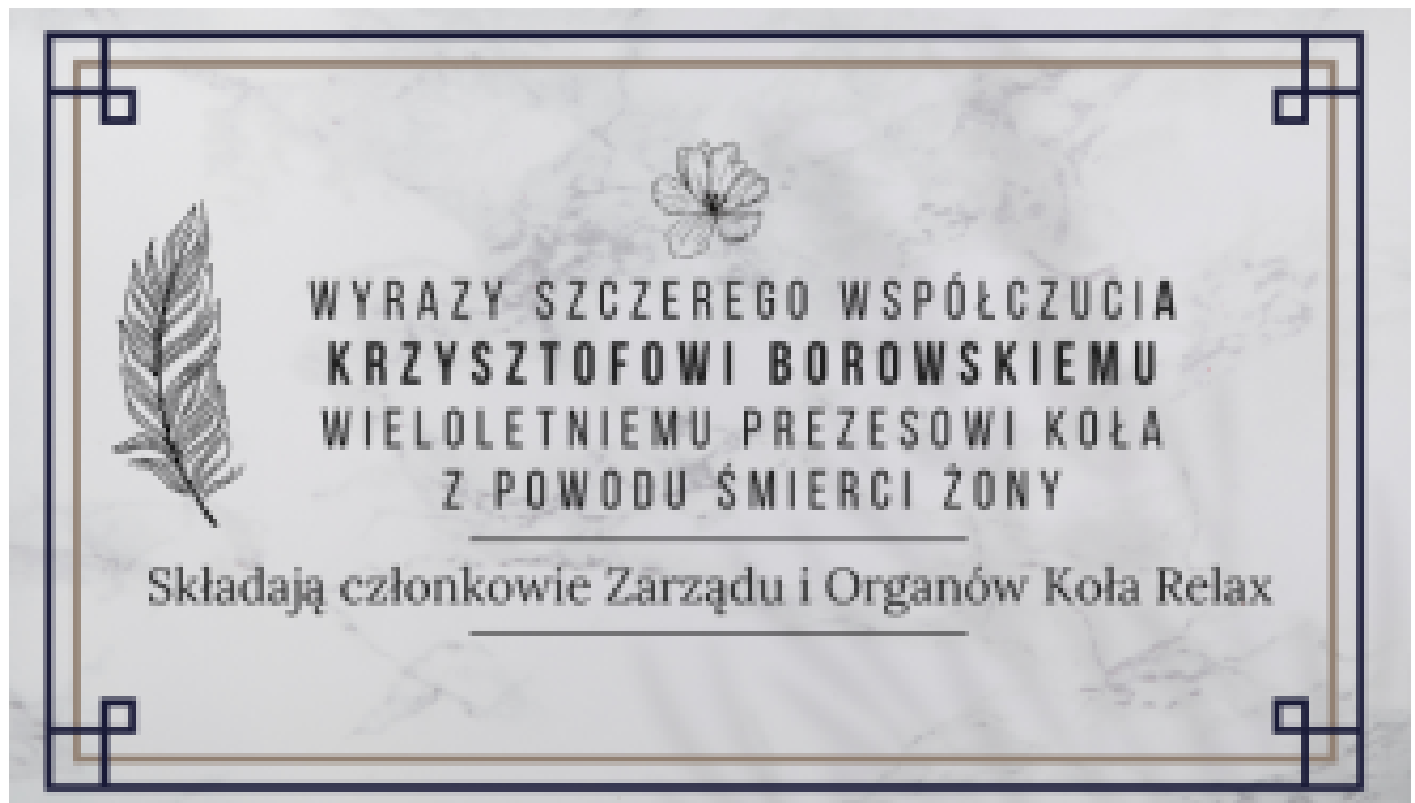 WYRAZY SZCZEREGO WSPÓŁCZUCIA
KRZYSZTOFOWI BOROWSKIEMU
WIELOLETNIEMU PREZESOWI KOŁA
Z POWODU ŚMIERCI ŻONY
Składają członkowie Zarządu i Organów Koła Relax